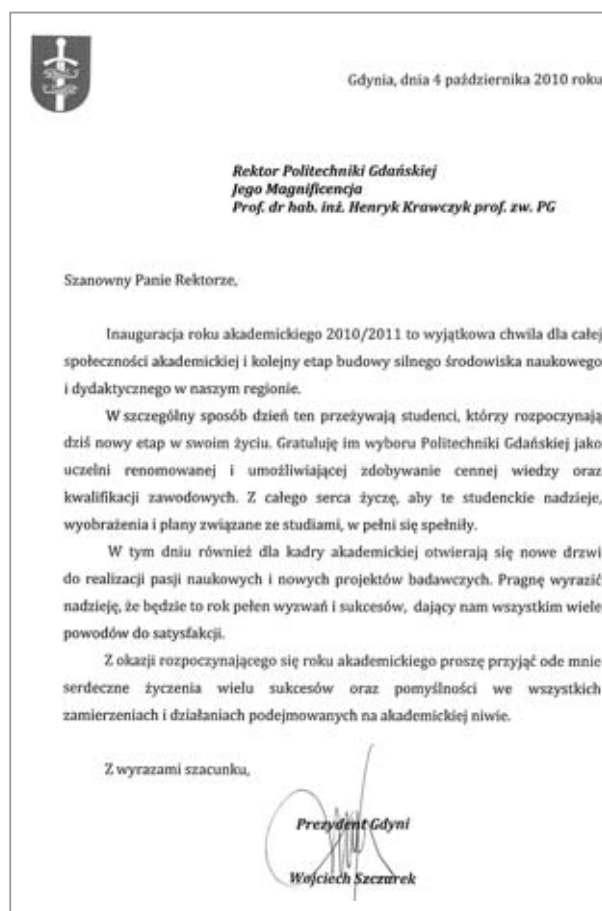 Gdynia, dnia 4 października 2010 roku
Rektor Politechniki Gdańskiej
Jego Magnificencja
Prof. dr hab. inż. Henryk Krawczyk prof. zw. PG
Szanowny Panie Rektorze,
Inauguracja roku akademickiego 2010/2011 to wyjątkowa chwila dla całej
społeczności akademickiej i kolejny etap budowy silnego środowiska naukowego
i dydaktycznego w naszym regionie.
W szczególny sposób dzień ten przeżywają studenci, którzy rozpoczynają
dziś nowy etap w swoim życiu. Gratuluję im wyboru Politechniki Gdańskiej jako
uczelni renomowanej i umożliwiającej zdobywanie cennej wiedzy oraz
kwalifikacji zawodowych. Z całego serca życzę, aby te studenckie nadzieje,
wyobrażenia i plany związane ze studiami, w pełni się spełniły.
W tym dniu również dla kadry akademickiej otwierają się nowe drzwi
do realizacji pasji naukowych i nowych projektów badawczych. Pragnę wyrazić
nadzieję, że będzie to rok pełen wyzwań i sukcesów, dający nam wszystkim wiele
powodów do satysfakcji.
Z okazji rozpoczynającego się roku akademickiego proszę przyjąć ode mnie
serdeczne życzenia wielu sukcesów oraz pomyślności we wszystkich
zamierzeniach i działaniach podejmowanych na akademickiej niwie.
Z wyrazami szacunku,
Prezydent Gdyni
Wojciech Szczurek